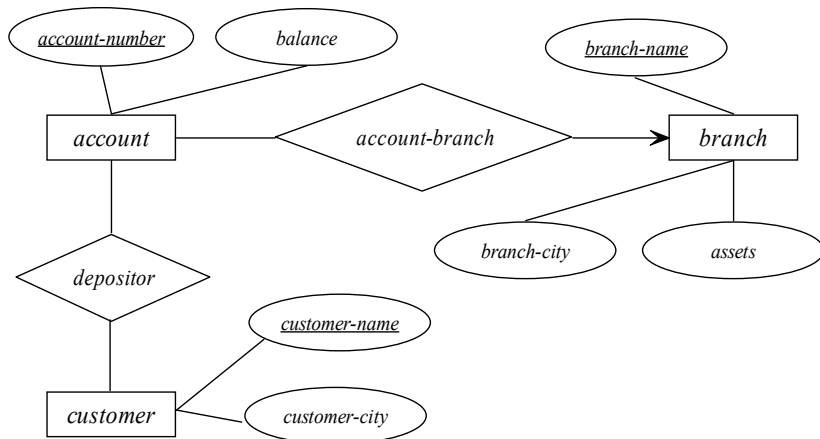 account-number
balance
branch-name
account
account-branch
branch
branch-city
assets
depositor
customer-name
customer
customer-city